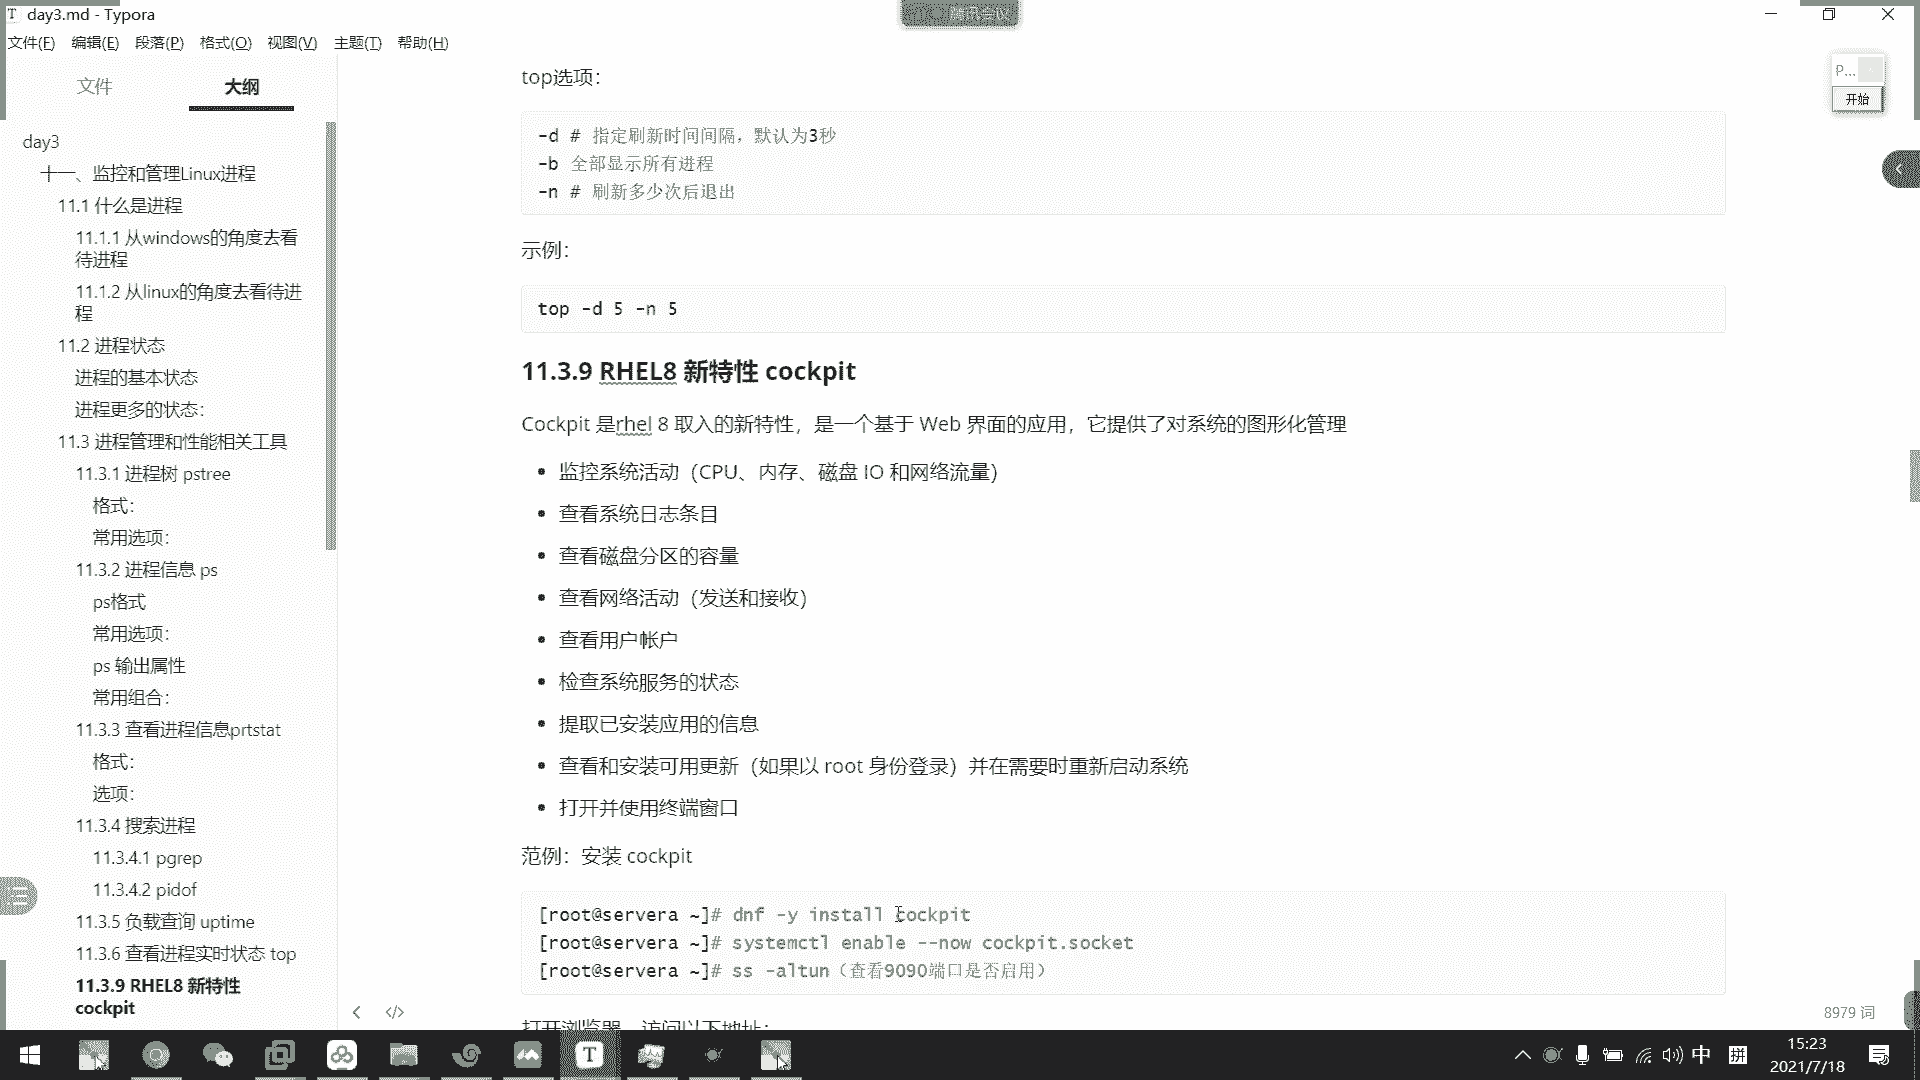 day3.md - Typora
腾讯会议
文件(F) 编辑(E) 段落(P) 格式(O) 视图(V) 主题(T) 帮助(H)
文件 大纲
day3
十一、监控和管理Linux进程
11.1 什么是进程
11.1.1 从windows的角度去看
待进程
11.1.2 从linux的角度去看待进
程
11.2 进程状态
进程的基本状态
进程更多的状态:
11.3 进程管理和性能相关工具
11.3.1 进程树 pstree
格式:
常用选项:
11.3.2 进程信息 ps
ps格式
常用选项:
ps 输出属性
常用组合:
11.3.3 查看进程信息prtstat
格式:
选项:
11.3.4 搜索进程
11.3.4.1 pgrep
11.3.4.2 pidof
11.3.5 负载查询 uptime
11.3.6 查看进程实时状态 top
11.3.9 RHEL8 新特性
cockpit
top选项:
-d # 指定刷新时间间隔，默认为3秒
-b 全部显示所有进程
-n # 刷新多少次后退出
示例:
top -d 5 -n 5
11.3.9 RHEL8 新特性 cockpit
Cockpit 是rhel 8 取入的新特性，是一个基于 Web 界面的应用，它提供了对系统的图形化管理
• 监控系统活动（CPU、内存、磁盘 IO 和网络流量）
• 查看系统日志条目
• 查看磁盘分区的容量
• 查看网络活动（发送和接收）
• 查看用户帐户
• 检查系统服务的状态
• 提取已安装应用的信息
• 查看和安装可用更新（如果以 root 身份登录）并在需要时重新启动系统
• 打开并使用终端窗口
范例：安装 cockpit
[root@servera ~]# dnf -y install cockpit
[root@servera ~]# systemctl enable --now cockpit.socket
[root@servera ~]# ss -altun（查看9090端口是否启用）
打开浏览器，访问以下地址:
P...
开始
8979 词
中 拼
15:23
2021/7/18